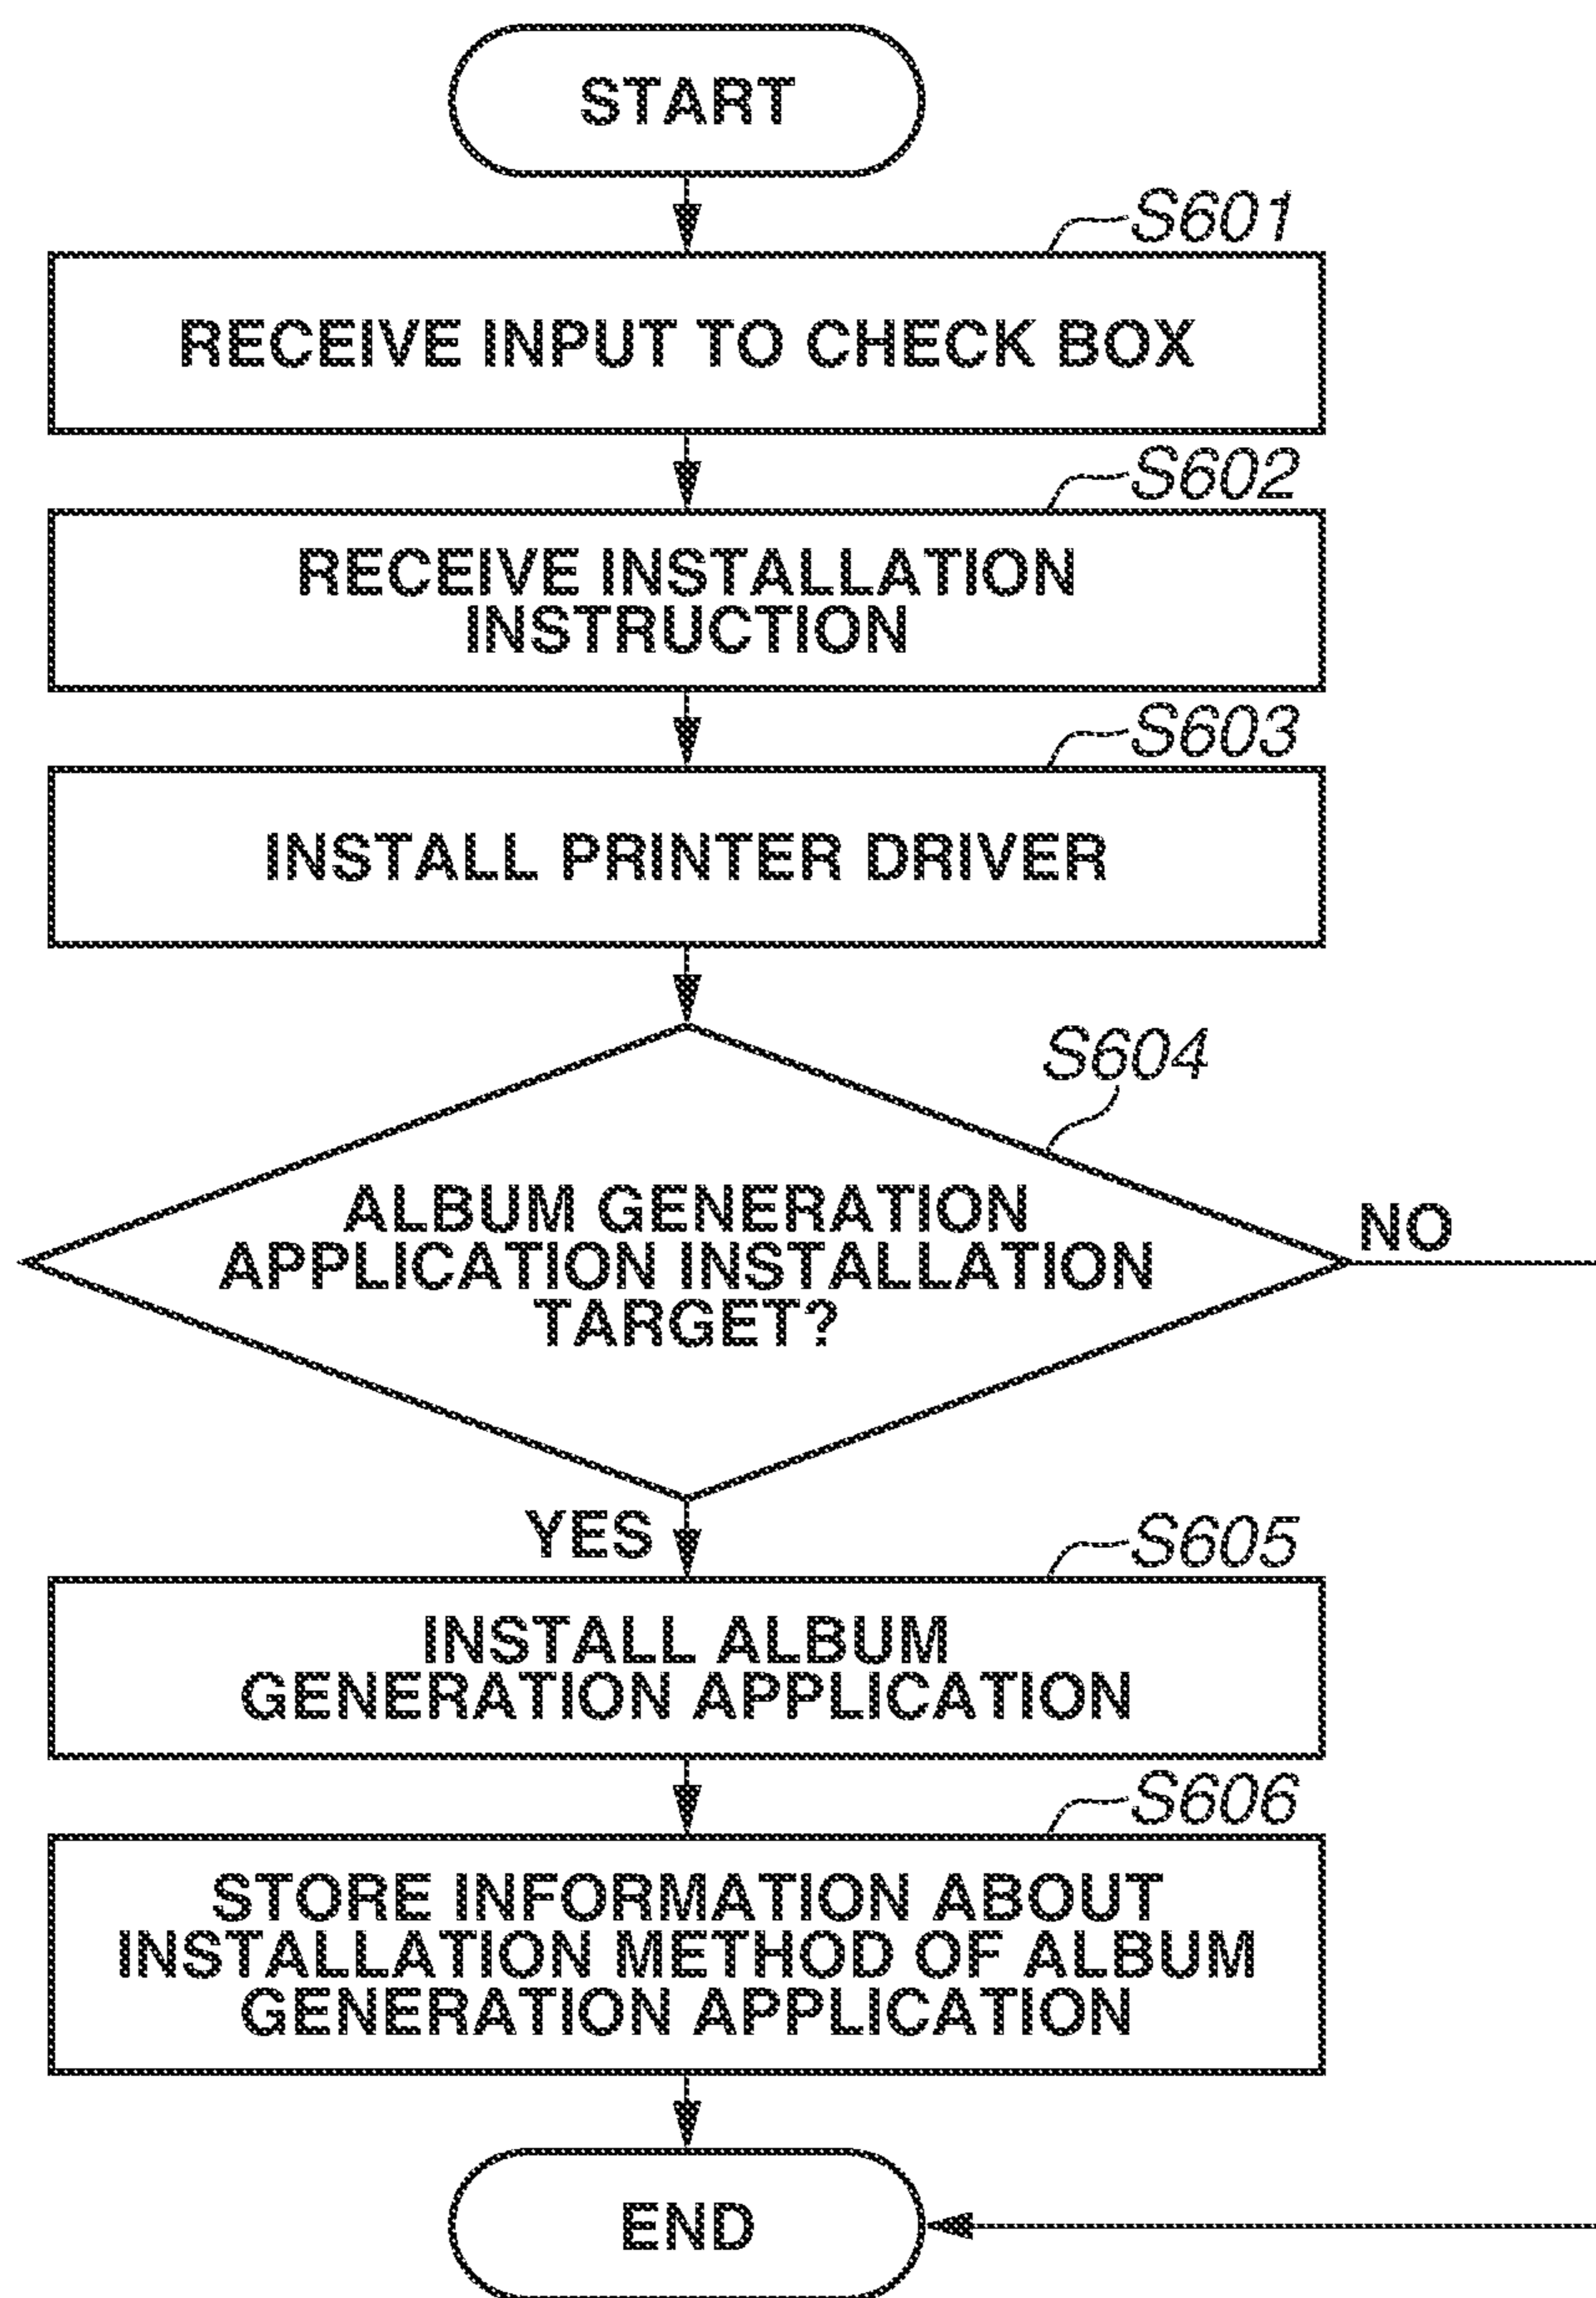 START
S601
RECEIVE INPUT TO CHECK BOX
S602
RECEIVE INSTALLATION
INSTRUCTION
S603
INSTALL PRINTER DRIVER
S604
ALBUM GENERATION
APPLICATION INSTALLATION
TARGET?
NO
YES
S605
INSTALL ALBUM
GENERATION APPLICATION
S606
STORE INFORMATION ABOUT
INSTALLATION METHOD OF ALBUM
GENERATION APPLICATION
END